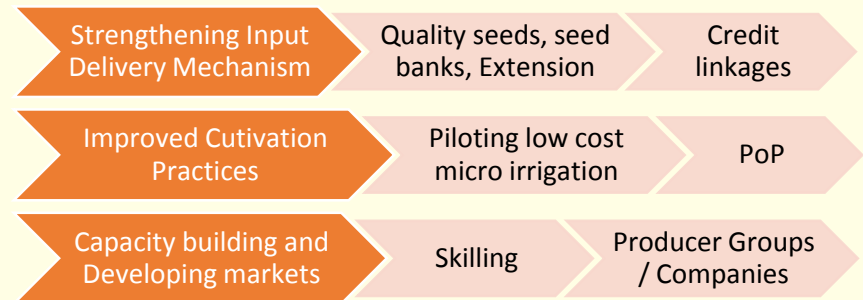 Strengthening Input
Delivery Mechanism
Quality seeds, seed
banks, Extension
Credit
linkages
Improved Cutivation
Practices
Piloting low cost
micro irrigation
PoP
Capacity building and
Developing markets
Skilling
Producer Groups
/ Companies